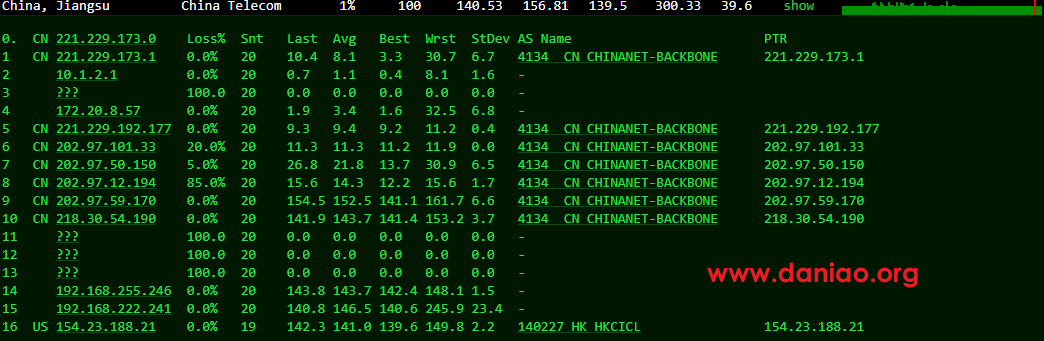 China, Jiangsu China Telecom 1% 100 140.53 156.81 139.5 300.33 39.6 show
0. CN 221.229.173.0 Loss% Snt Last Avg Best Wrst StDev AS Name PTR
1 CN 221.229.173.1 0.0% 20 10.4 8.1 3.3 30.7 6.7 4134 CN CHINANET-BACKBONE 221.229.173.1
2 10.1.2.1 0.0% 20 0.7 1.1 0.4 8.1 1.6 -
3 ??? 100.0 20 0.0 0.0 0.0 0.0 0.0 -
4 172.20.8.57 0.0% 20 1.9 3.4 1.6 32.5 6.8 -
5 CN 221.229.192.177 0.0% 20 9.3 9.4 9.2 11.2 0.4 4134 CN CHINANET-BACKBONE 221.229.192.177
6 CN 202.97.101.33 20.0% 20 11.3 11.3 11.2 11.9 0.0 4134 CN CHINANET-BACKBONE 202.97.101.33
7 CN 202.97.50.150 5.0% 20 26.8 21.8 13.7 30.9 6.5 4134 CN CHINANET-BACKBONE 202.97.50.150
8 CN 202.97.12.194 85.0% 20 15.6 14.3 12.2 15.6 1.7 4134 CN CHINANET-BACKBONE 202.97.12.194
9 CN 202.97.59.170 0.0% 20 154.5 152.5 141.1 161.7 6.6 4134 CN CHINANET-BACKBONE 202.97.59.170
10 CN 218.30.54.190 0.0% 20 141.9 143.7 141.4 153.2 3.7 4134 CN CHINANET-BACKBONE 218.30.54.190
11 ??? 100.0 20 0.0 0.0 0.0 0.0 0.0 -
12 ??? 100.0 20 0.0 0.0 0.0 0.0 0.0 -
13 ??? 100.0 20 0.0 0.0 0.0 0.0 0.0 -
www.daniao.org
14 192.168.255.246 0.0% 20 143.8 143.7 142.4 148.1 1.5 -
15 192.168.222.241 0.0% 20 140.8 146.5 140.6 245.9 23.4 -
16 US 154.23.188.21 0.0% 19 142.3 141.0 139.6 149.8 2.2 140227 HK HKCICL 154.23.188.21